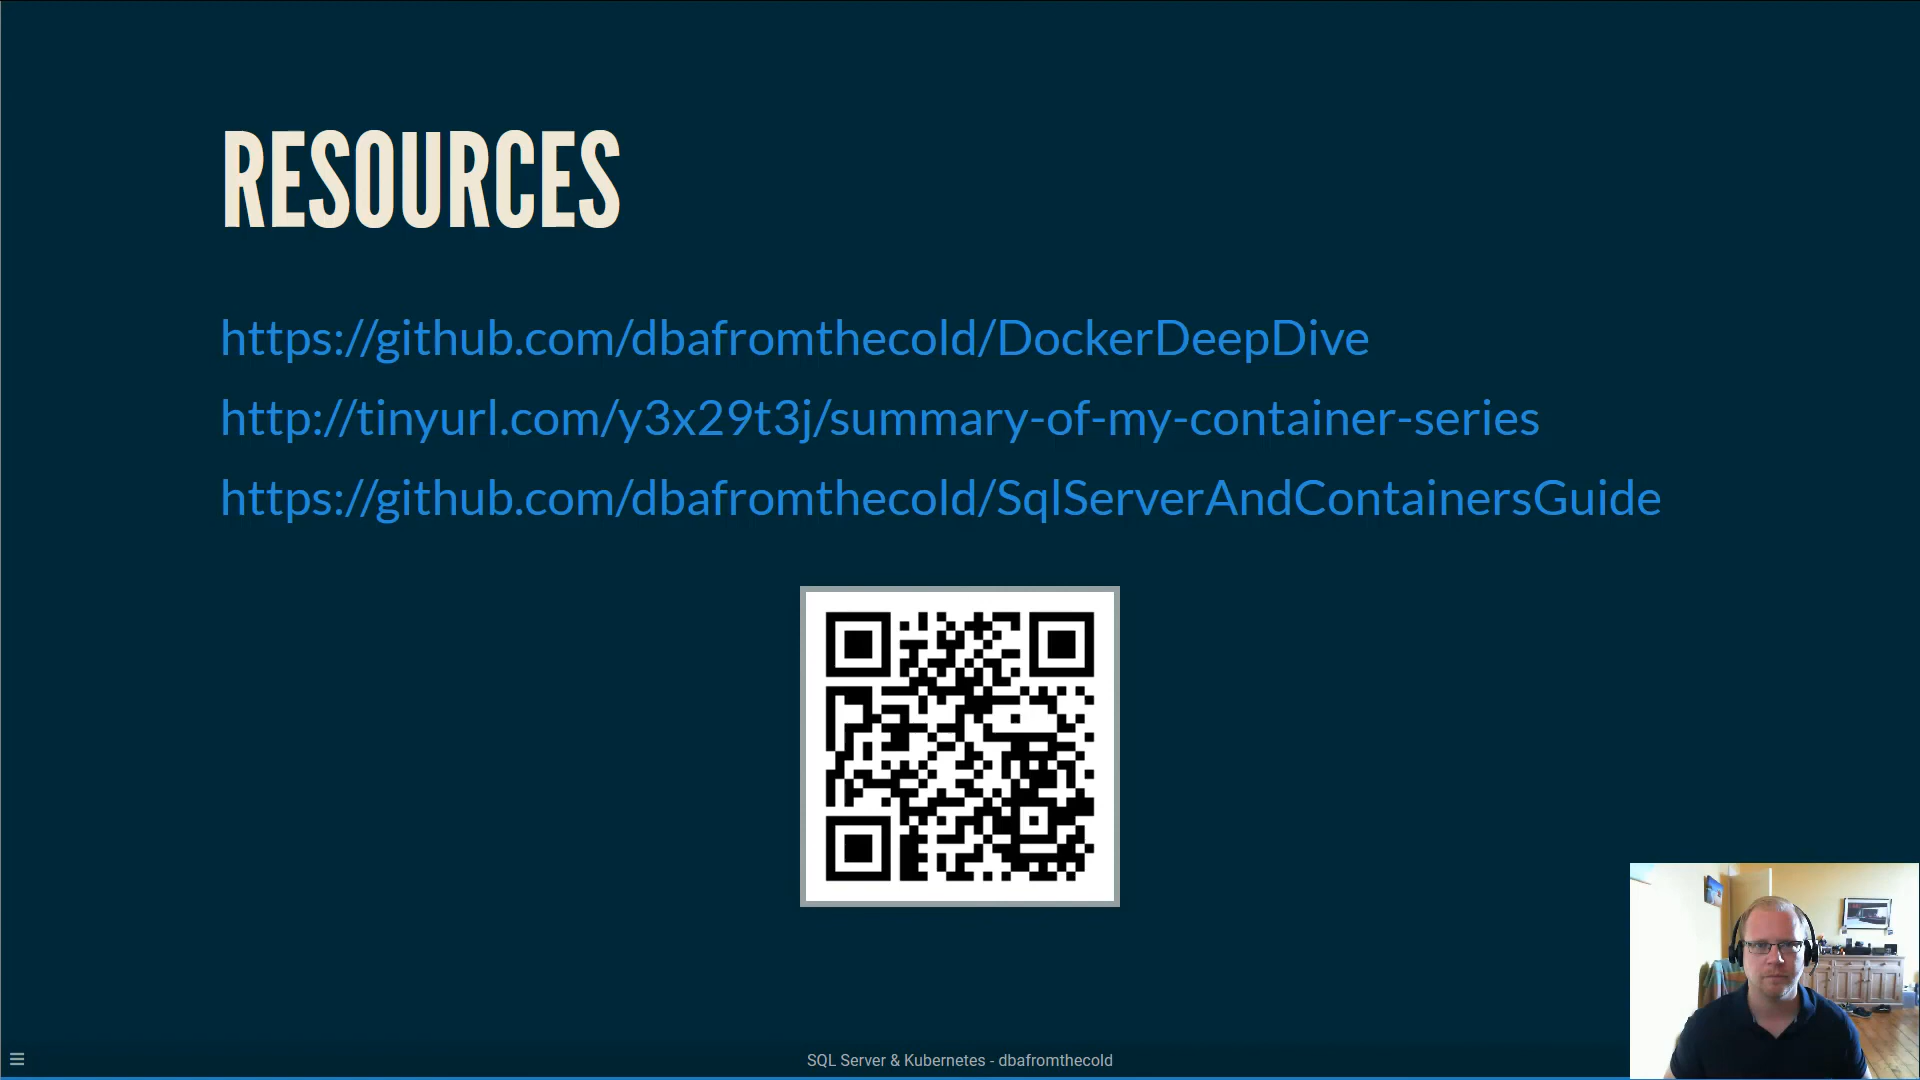 RESOURCES
https://github.com/dbafromthecold/DockerDeepDive
http://tinyurl.com/y3x29t3j/summary-of-my-container-series
https://github.com/dbafromthecold/SqlServerAndContainersGuide
SQL Server & Kubernetes - dbafromthecold